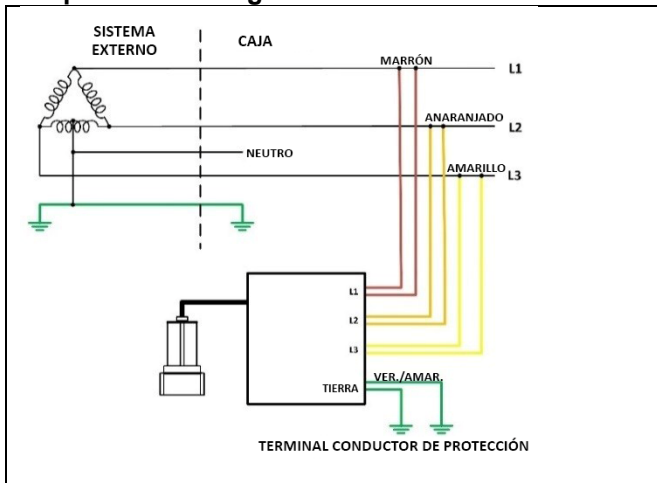 SISTEMA
EXTERNO
CAJA
MARRÓN
L1
ANARANJADO
L2
NEUTRO
AMARILLO
L3
L1
L2
L3
VER./AMAR.
TIERRA
TERMINAL CONDUCTOR DE PROTECCIÓN